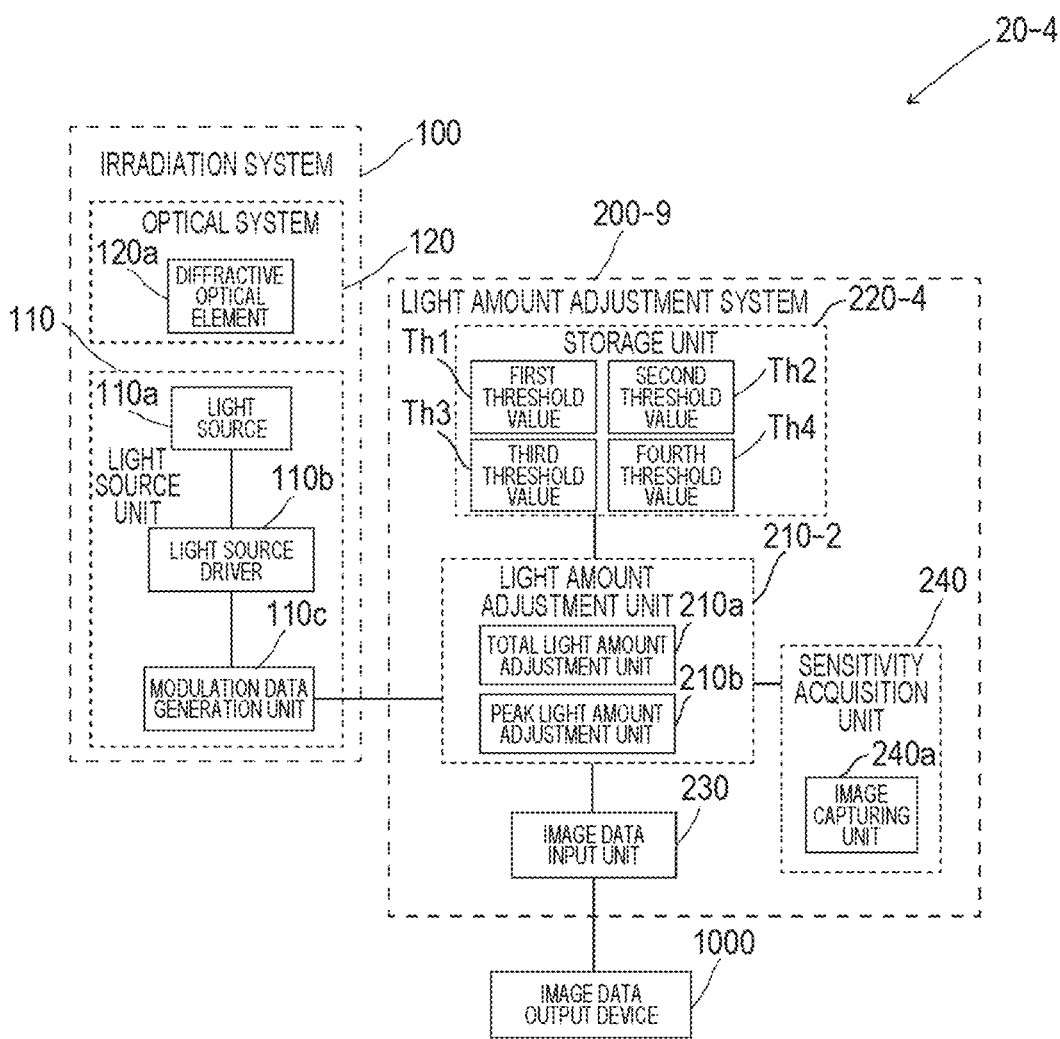 20-4
100
IRRADIATION SYSTEM
OPTICAL SYSTEM
120a
120
DIFFRACTIVE
OPTICAL
ELEMENT
110
110a
LIGHT
SOURCE
LIGHT
SOURCE
UNIT
110b
LIGHT SOURCE
DRIVER
110c
MODULATION DATA
GENERATION UNIT
200-9
LIGHT AMOUNT ADJUSTMENT SYSTEM
220-4
STORAGE UNIT
Th1
FIRST
THRESHOLD
VALUE
SECOND
THRESHOLD
VALUE
Th2
Th3
THIRD
THRESHOLD
VALUE
FOURTH
THRESHOLD
VALUE
Th4
210-2
LIGHT AMOUNT
ADJUSTMENT UNIT
210a
TOTAL LIGHT AMOUNT
ADJUSTMENT UNIT
210b
PEAK LIGHT AMOUNT
ADJUSTMENT UNIT
240
SENSITIVITY
ACQUISITION
UNIT
240a
IMAGE
CAPTURING
UNIT
230
IMAGE DATA
INPUT UNIT
1000
IMAGE DATA
OUTPUT DEVICE